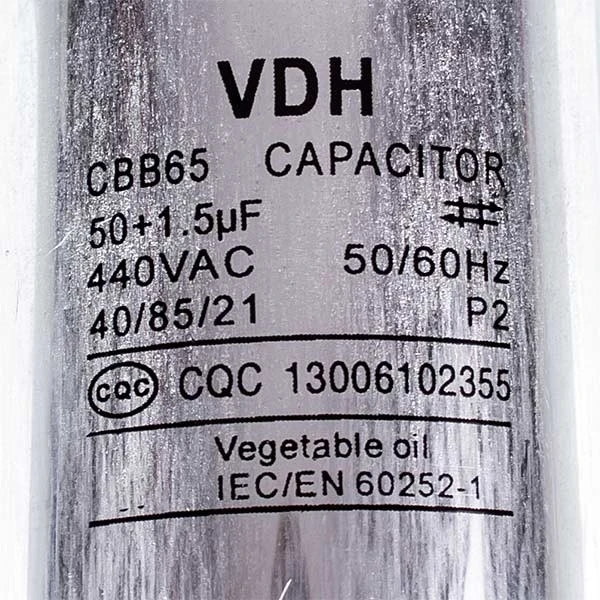 VDH
CBB65 CAPACITOR
50+1.5μF
440VAC 50/60Hz
40/85/21 P2
CQC CQC 13006102355
Vegetable oil
IEC/EN 60252-1